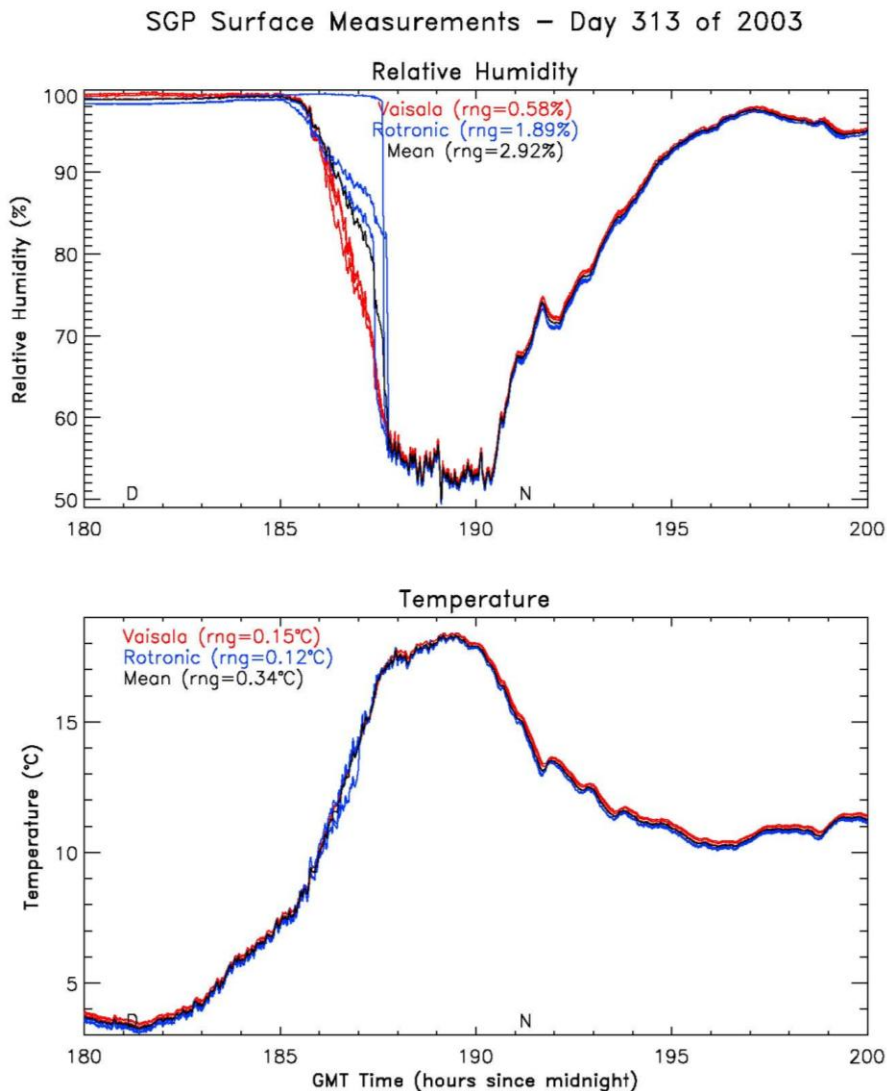 SGP Surface Measurements – Day 313 of 2003
Relative Humidity
Vaisala (rng=0.58%)
Rotronic (rng=1.89%)
Mean (rng=2.92%)
Relative Humidity (%)
100
90
80
70
60
50
D
N
180
185
190
195
200
Temperature
Vaisala (rng=0.15°C)
Rotronic (rng=0.12°C)
Mean (rng=0.34°C)
Temperature (°C)
15
10
5
D
N
180
185
190
195
200
GMT Time (hours since midnight)